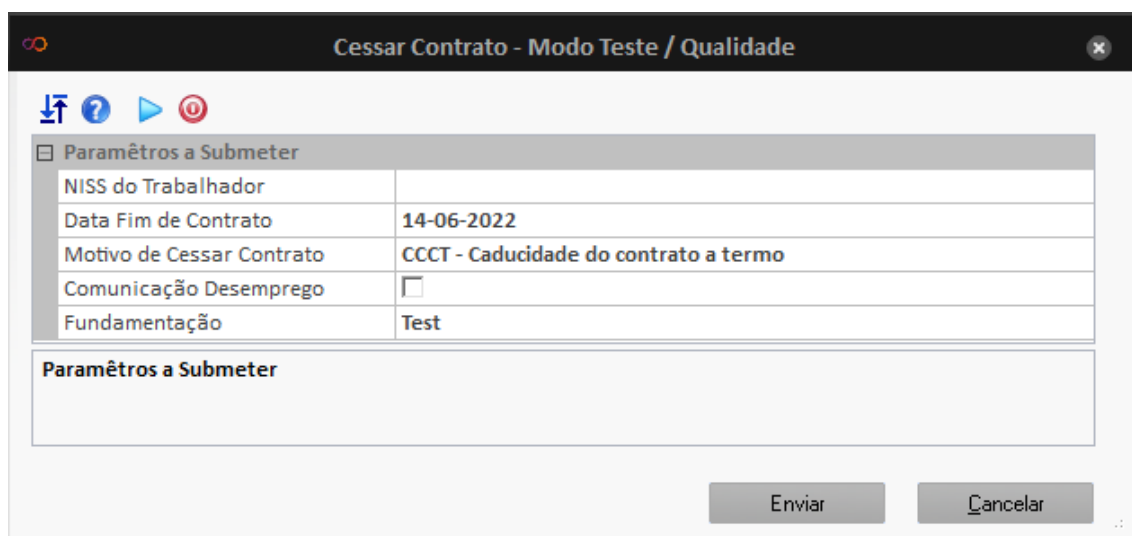 Cessar Contrato - Modo Teste / Qualidade
Paramêtros a Submeter
NISS do Trabalhador
Data Fim de Contrato 14-06-2022
Motivo de Cessar Contrato CCCT - Caducidade do contrato a termo
Comunicação Desemprego
Fundamentação Test
Paramêtros a Submeter
Enviar Cancelar